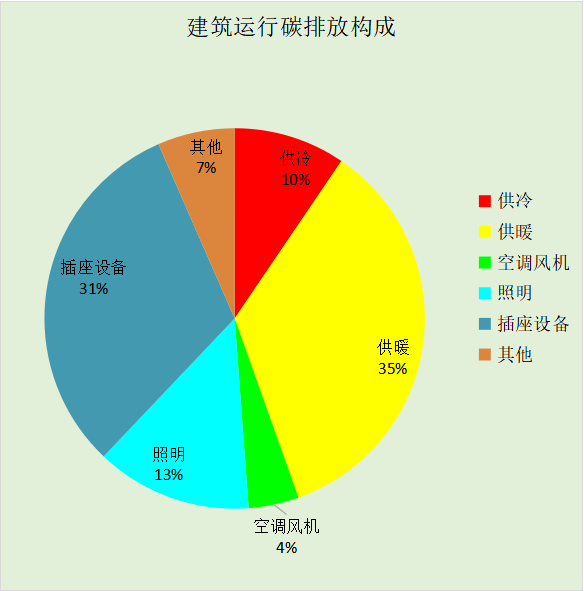 建筑运行碳排放构成
其他
7%
供冷
10%
插座设备
31%
供暖
35%
照明
13%
空调风机
4%
供冷
供暖
空调风机
照明
插座设备
其他